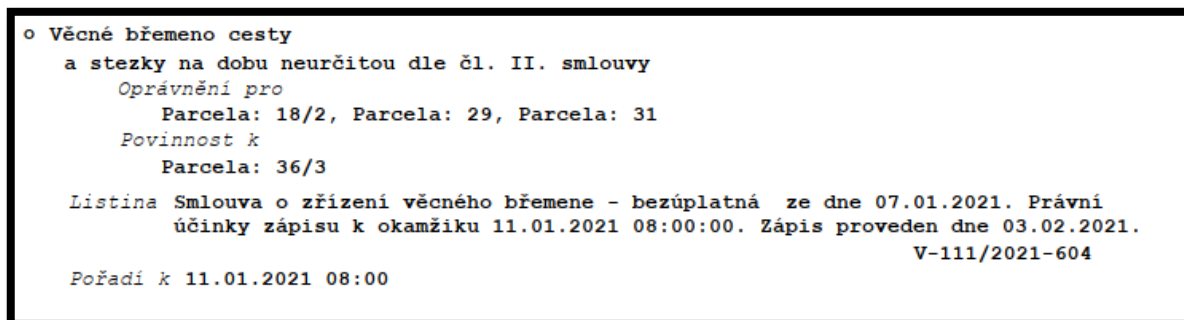 o Věcné břemeno cesty
a stezky na dobu neurčitou dle čl. II. smlouvy
Oprávnění pro
Parcela: 18/2, Parcela: 29, Parcela: 31
Povinnost k
Parcela: 36/3
Listina Smlouva o zřízení věcného břemene - bezúplatná ze dne 07.01.2021. Právní
účinky zápisu k okamžiku 11.01.2021 08:00:00. Zápis proveden dne 03.02.2021.
V-111/2021-604
Pořadí k 11.01.2021 08:00